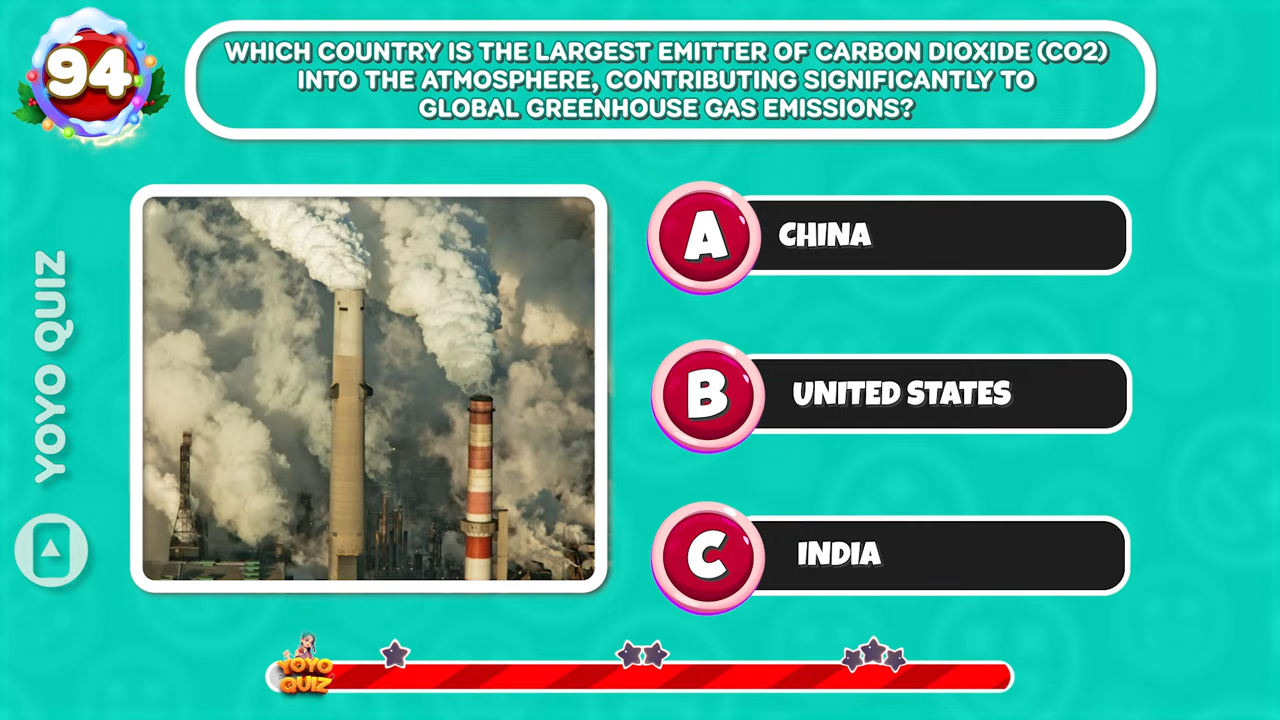 94
WHICH COUNTRY IS THE LARGEST EMITTER OF CARBON DIOXIDE (CO2)
INTO THE ATMOSPHERE, CONTRIBUTING SIGNIFICANTLY TO
GLOBAL GREENHOUSE GAS EMISSIONS?
YOYO QUIZ
A CHINA
B UNITED STATES
C INDIA
YOYO
QUIZ